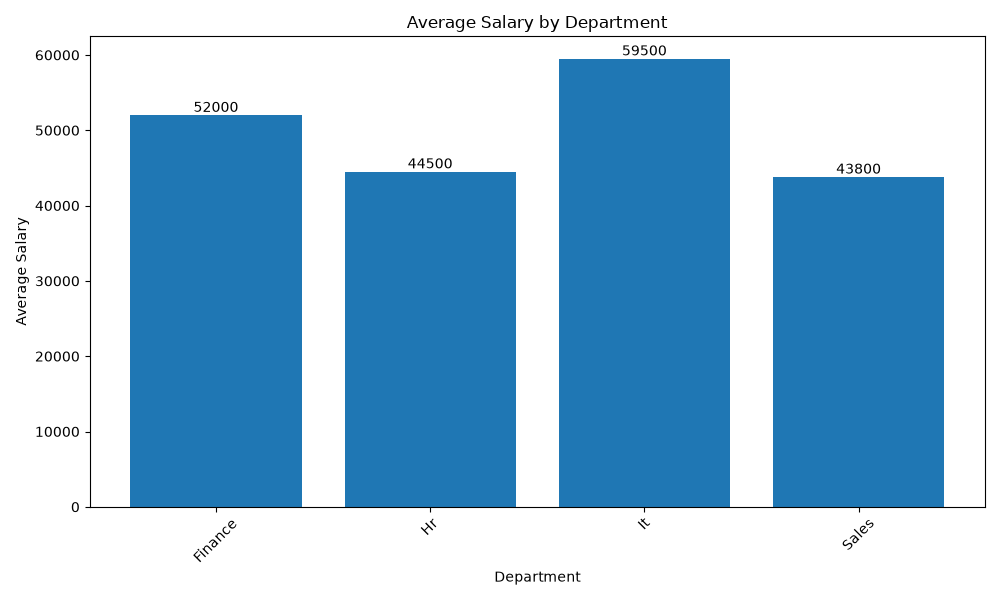 Average Salary by Department
60000
50000
40000
30000
20000
10000
0
Average Salary
52000
44500
59500
43800
Finance
Hr
It
Sales
Department